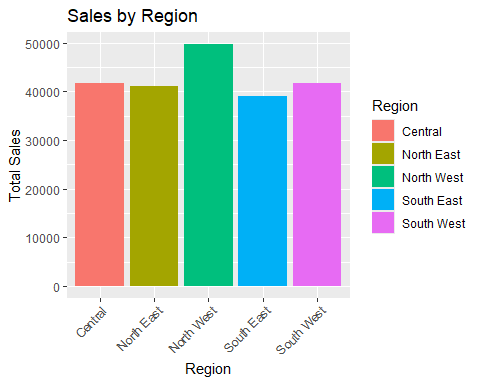 Sales by Region
50000
40000
30000
20000
10000
0
Total Sales
Central
North East
North West
South East
South West
Region
Region
Central
North East
North West
South East
South West